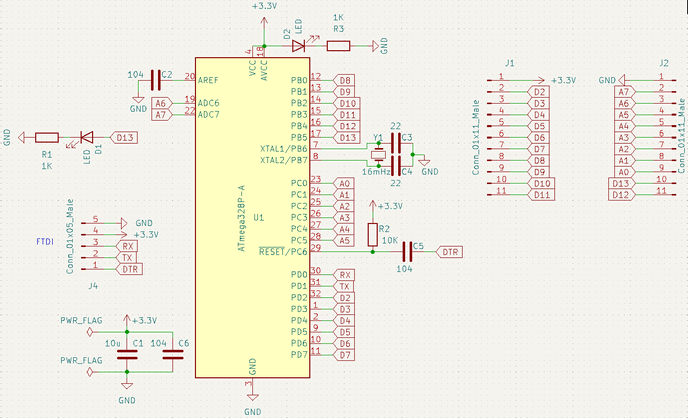 +3.3V
D2
LED
1K
R3
GND
4
18
VCC
AVCC
104
C2
GND
20
AREF
A6
19
ADC6
A7
22
ADC7
GND
R1
1K
LED
D1
D13
PB0
12
D8
PB1
13
D9
PB2
14
D10
PB3
15
D11
PB4
16
D12
PB5
17
D13
XTAL1/PB6
7
XTAL2/PB7
8
Y1
16mHz
22
C3
C4
22
GND
PC0
23
A0
PC1
24
A1
PC2
25
A2
PC3
26
A3
PC4
27
A4
PC5
28
A5
RESET/PC6
29
+3.3V
R2
10K
C5
104
DTR
U1
ATmega328P-A
PD0
30
RX
PD1
31
TX
PD2
32
D2
PD3
1
D3
PD4
2
D4
PD5
9
D5
PD6
10
D6
PD7
11
D7
GND
3
GND
FTDI
Conn_01x05_Male
5
GND
4
+3.3V
3
RX
2
TX
1
DTR
J4
PWR_FLAG
+3.3V
10u
C1
104
C6
PWR_FLAG
GND
J1
Conn_01x11_Male
1
+3.3V
2
D2
3
D3
4
D4
5
D5
6
D6
7
D7
8
D8
9
D9
10
D10
11
D11
J2
Conn_01x11_Male
GND
1
A7
2
A6
3
A5
4
A4
5
A3
6
A2
7
A1
8
A0
9
D13
10
D12
11